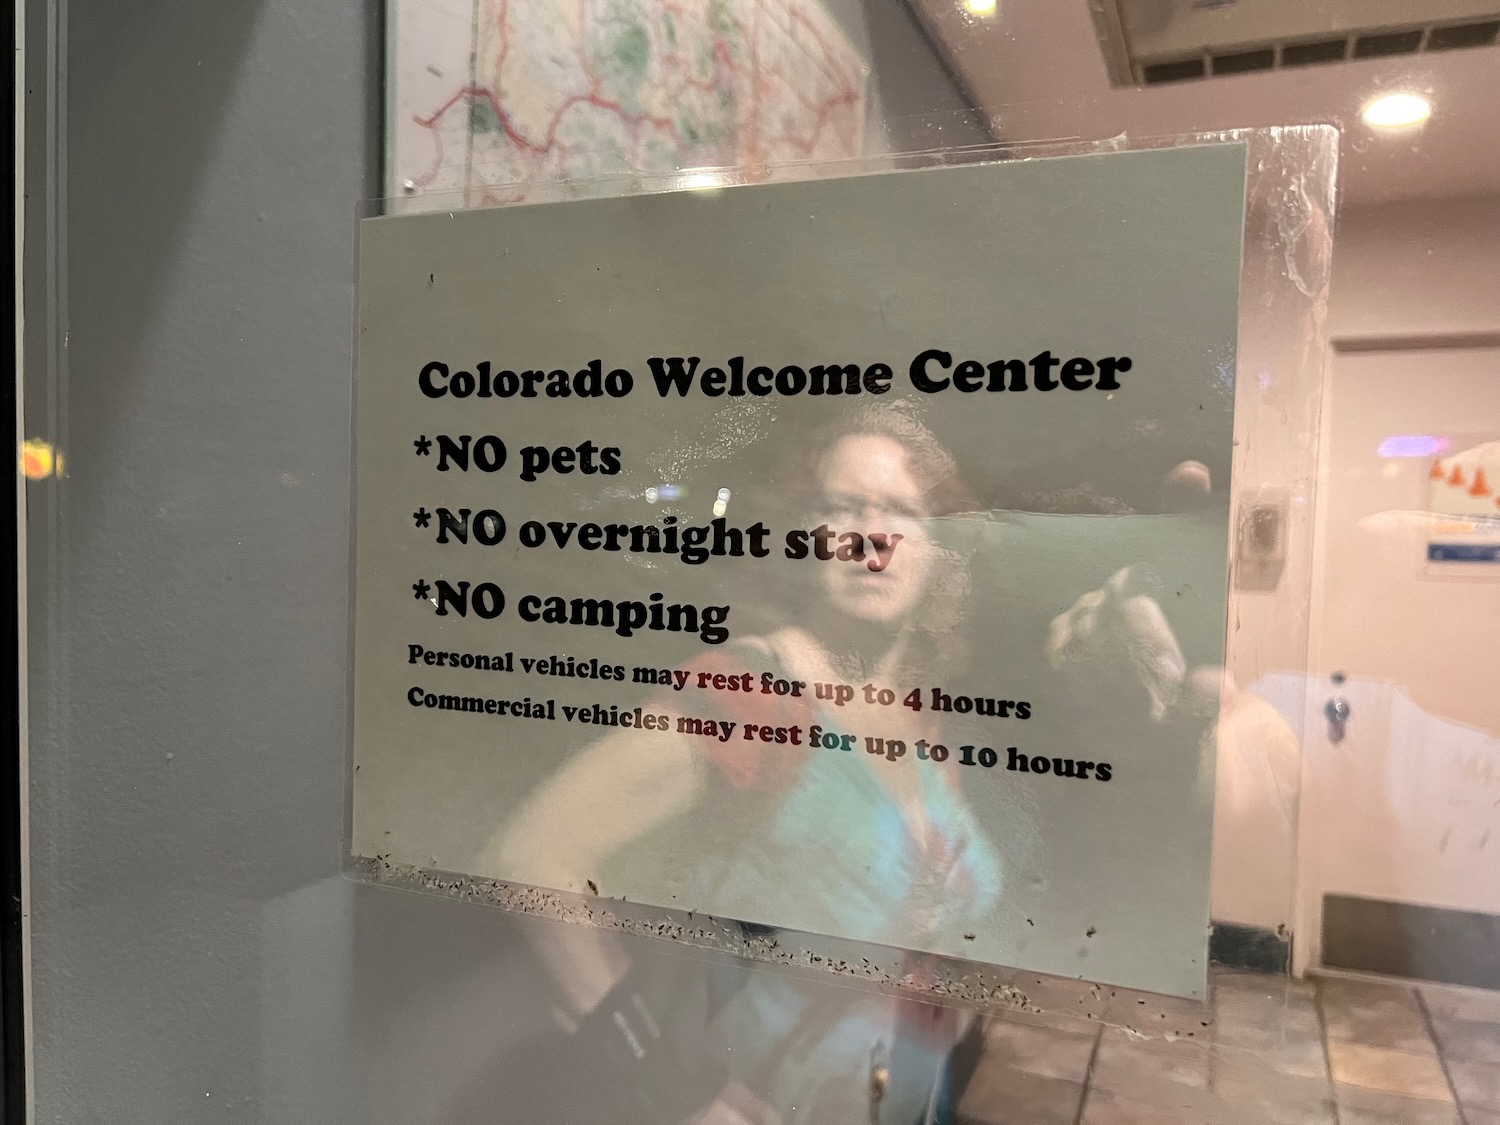 Colorado Welcome Center
*NO pets
*NO overnight stay
*NO camping
Personal vehicles may rest for up to 4 hours
Commercial vehicles may rest for up to 10 hours